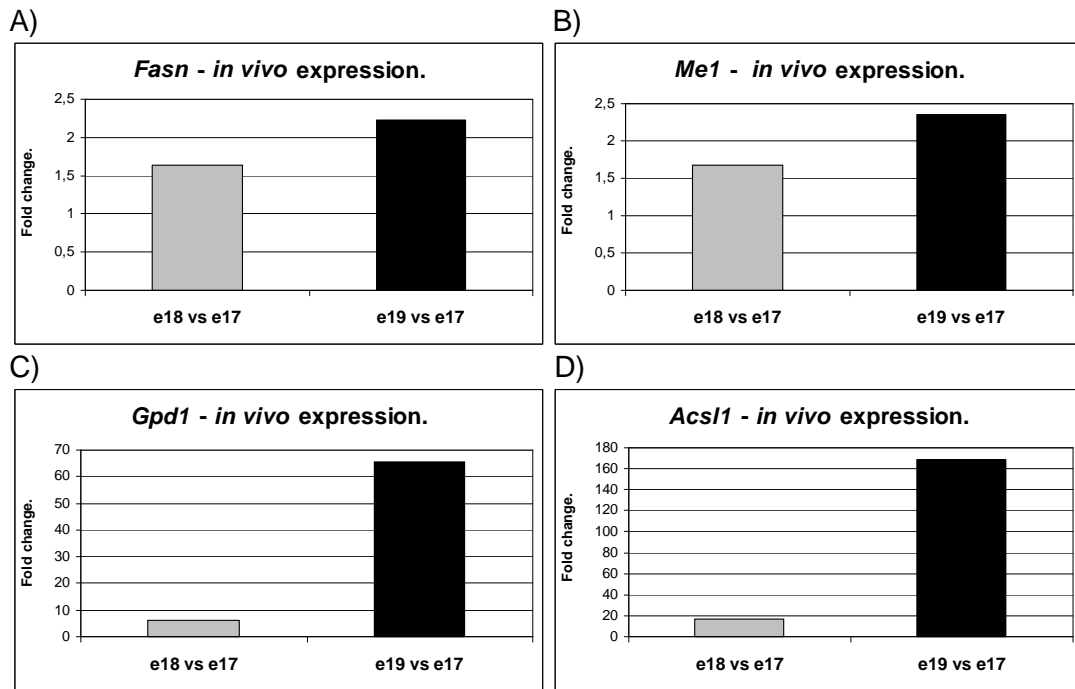 A)
Fasn - in vivo expression.
Fold change.
2,5
2
1,5
1
0,5
0
e18 vs e17
e19 vs e17
B)
Me1 - in vivo expression.
Fold change.
2,5
2
1,5
1
0,5
0
e18 vs e17
e19 vs e17
C)
Gpd1 - in vivo expression.
Fold change.
70
60
50
40
30
20
10
0
e18 vs e17
e19 vs e17
D)
Acsl1 - in vivo expression.
Fold change.
180
160
140
120
100
80
60
40
20
0
e18 vs e17
e19 vs e17